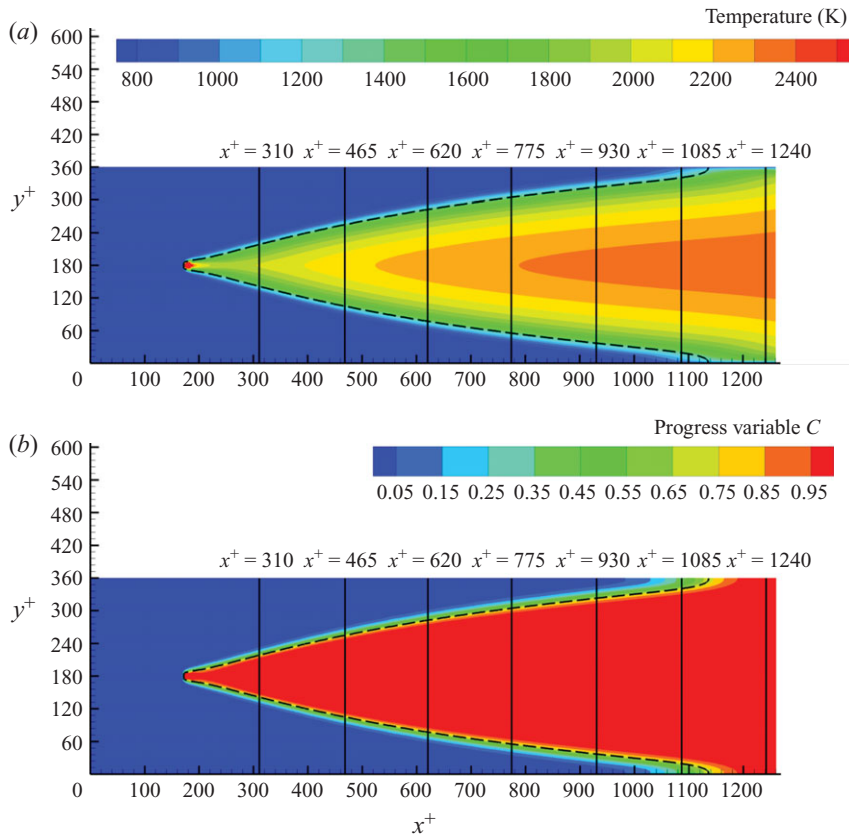 (a)
Temperature (K)
600
540
480
420
360
300
240
180
120
60
0
y+
800 1000 1200 1400 1600 1800 2000 2200 2400
x+ = 310 x+ = 465 x+ = 620 x+ = 775 x+ = 930 x+ = 1085 x+ = 1240
100 200 300 400 500 600 700 800 900 1000 1100 1200
(b)
Progress variable C
600
540
480
420
360
300
240
180
120
60
0
y+
0.05 0.15 0.25 0.35 0.45 0.55 0.65 0.75 0.85 0.95
x+ = 310 x+ = 465 x+ = 620 x+ = 775 x+ = 930 x+ = 1085 x+ = 1240
100 200 300 400 500 600 700 800 900 1000 1100 1200
x+